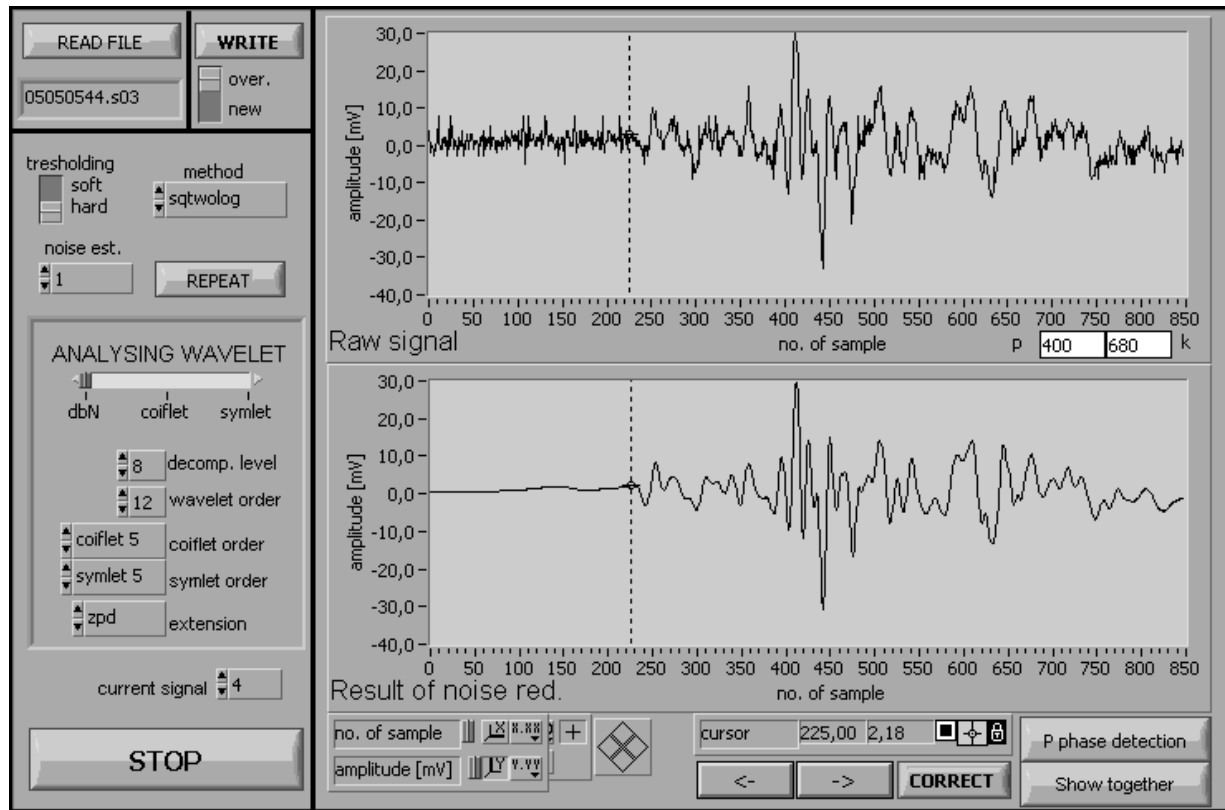 READ FILE
WRITE
05050544.s03
over.
new
tresholding
soft
hard
method
sqtwolog
noise est.
1
REPEAT
ANALYSING WAVELET
dbN coiflet symlet
8 decomp. level
12 wavelet order
coiflet 5 coiflet order
symlet 5 symlet order
zpd extension
current signal 4
STOP
30,0
20,0
10,0
0,0
-10,0
-20,0
-30,0
-40,0
amplitude [mV]
0 50 100 150 200 250 300 350 400 450 500 550 600 650 700 750 800 850
Raw signal no. of sample p 400 680 k
30,0
20,0
10,0
0,0
-10,0
-20,0
-30,0
-40,0
amplitude [mV]
0 50 100 150 200 250 300 350 400 450 500 550 600 650 700 750 800 850
Result of noise red. no. of sample
no. of sample X X.XX
amplitude [mV] Y Y.YY
cursor 225,00 2,18
<- -> CORRECT
P phase detection
Show together